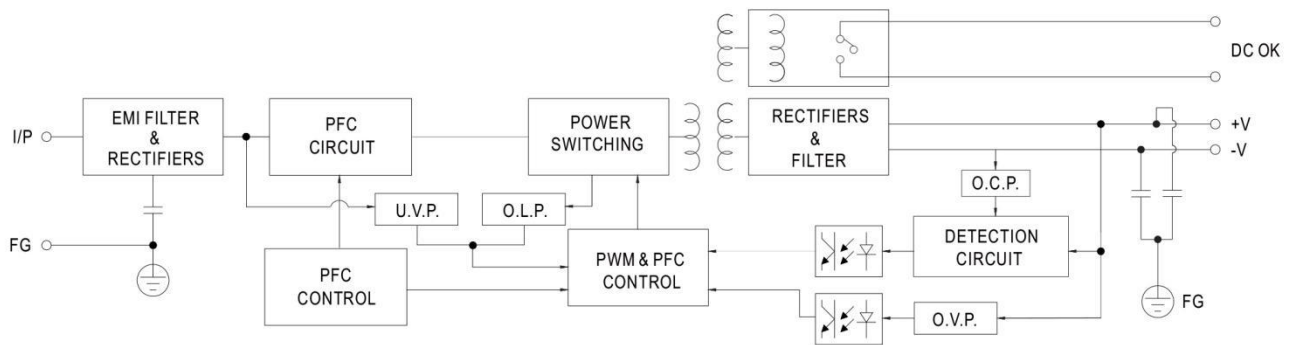 DC OK
I/P
EMI FILTER
&
RECTIFIERS
PFC
CIRCUIT
POWER
SWITCHING
RECTIFIERS
&
FILTER
+V
-V
O.C.P.
U.V.P.
O.L.P.
FG
PFC
CONTROL
PWM & PFC
CONTROL
DETECTION
CIRCUIT
O.V.P.
FG